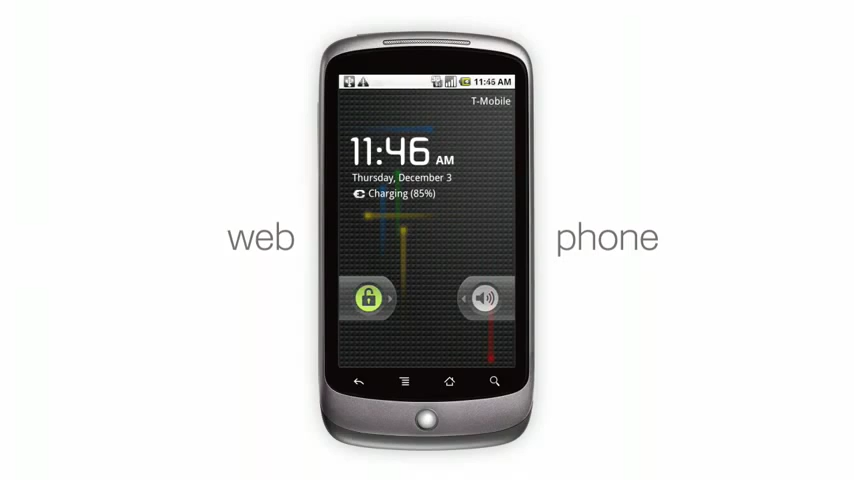 11:46 AM
T-Mobile
11:46 AM
Thursday, December 3
Charging (85%)
web
phone